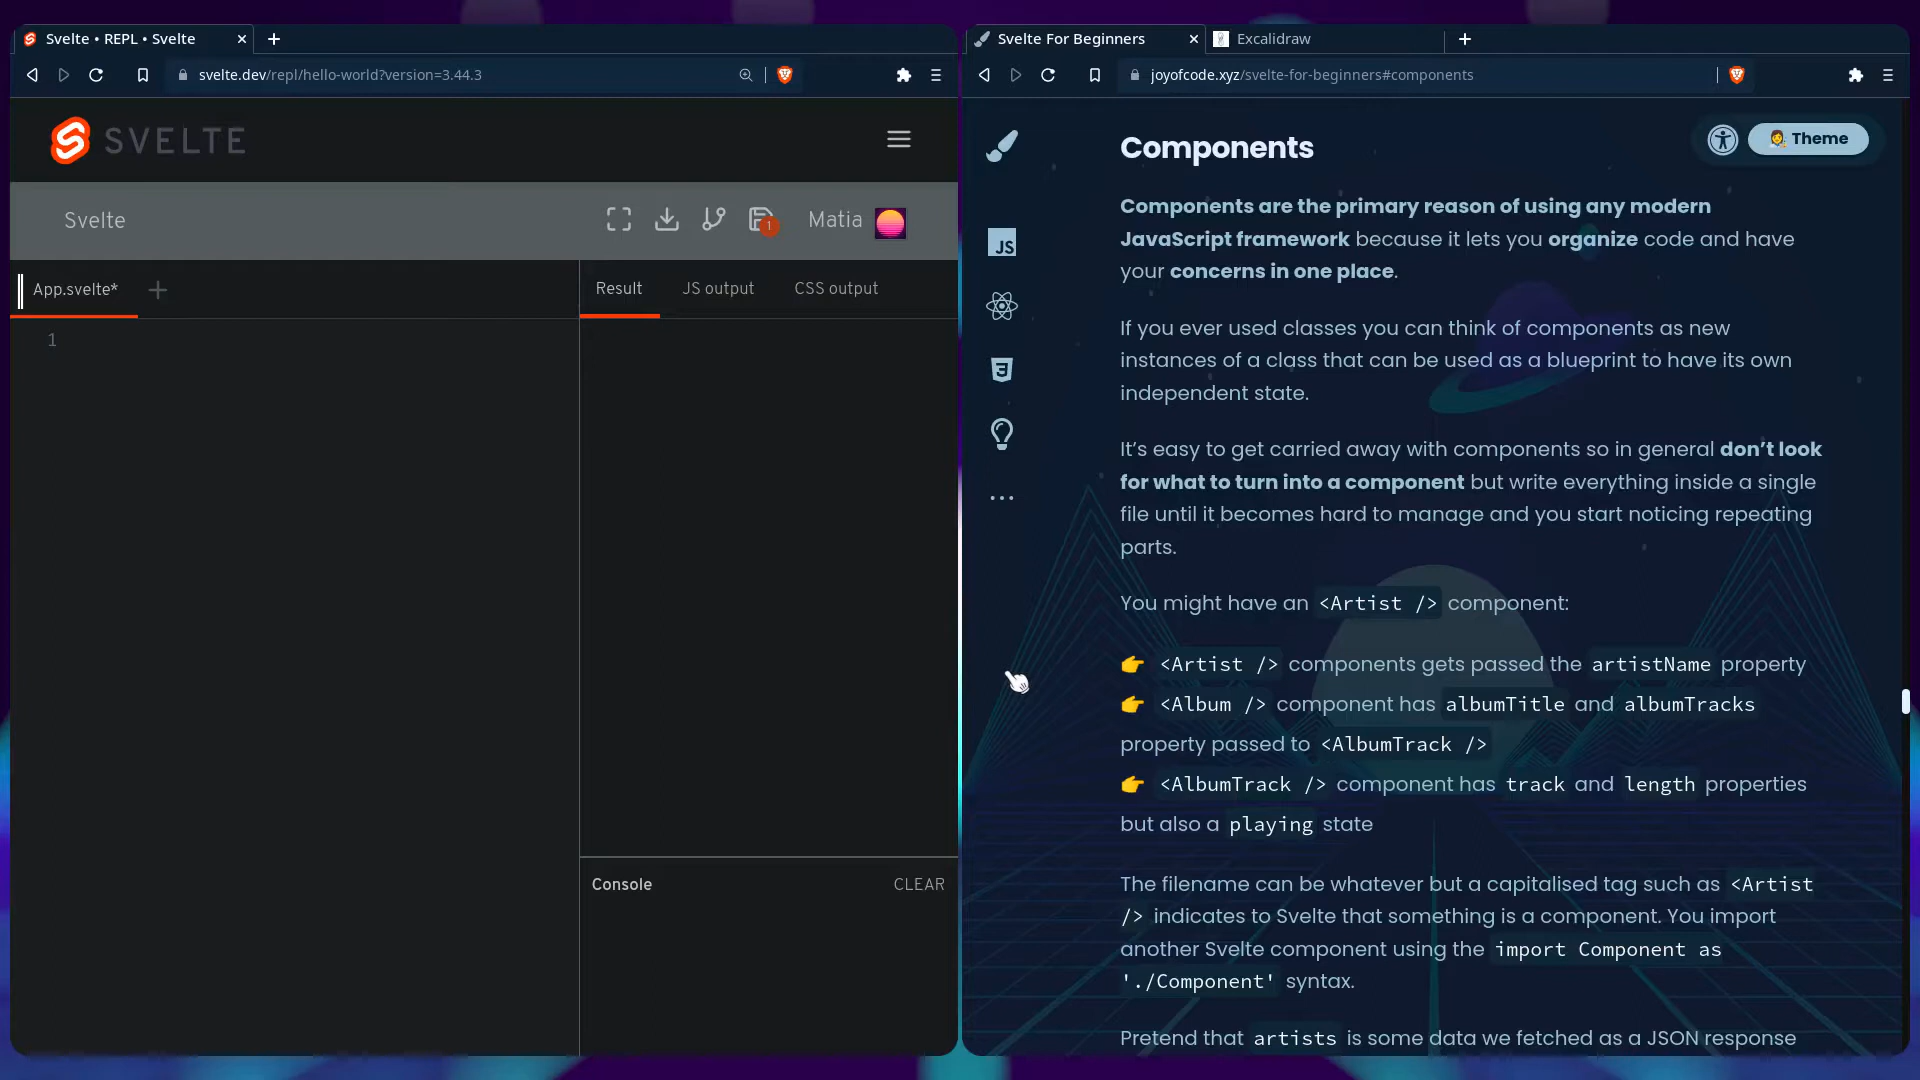 Svelte • REPL • Svelte
svelte.dev/repl/hello-world?version=3.44.3
SVELTE
Svelte
1
Matia
App.svelte*
Result
JS output
CSS output
1
Console
CLEAR
Svelte For Beginners
Excalidraw
joyofcode.xyz/svelte-for-beginners#components
JS
3
Theme
Components
Components are the primary reason of using any modern
JavaScript framework because it lets you organize code and have
your concerns in one place.
If you ever used classes you can think of components as new
instances of a class that can be used as a blueprint to have its own
independent state.
It’s easy to get carried away with components so in general don’t look
for what to turn into a component but write everything inside a single
file until it becomes hard to manage and you start noticing repeating
parts.
You might have an <Artist /> component:
👉 <Artist /> components gets passed the artistName property
👉 <Album /> component has albumTitle and albumTracks
property passed to <AlbumTrack />
👉 <AlbumTrack /> component has track and length properties
but also a playing state
The filename can be whatever but a capitalised tag such as <Artist
/> indicates to Svelte that something is a component. You import
another Svelte component using the import Component as
'./Component' syntax.
Pretend that artists is some data we fetched as a JSON response